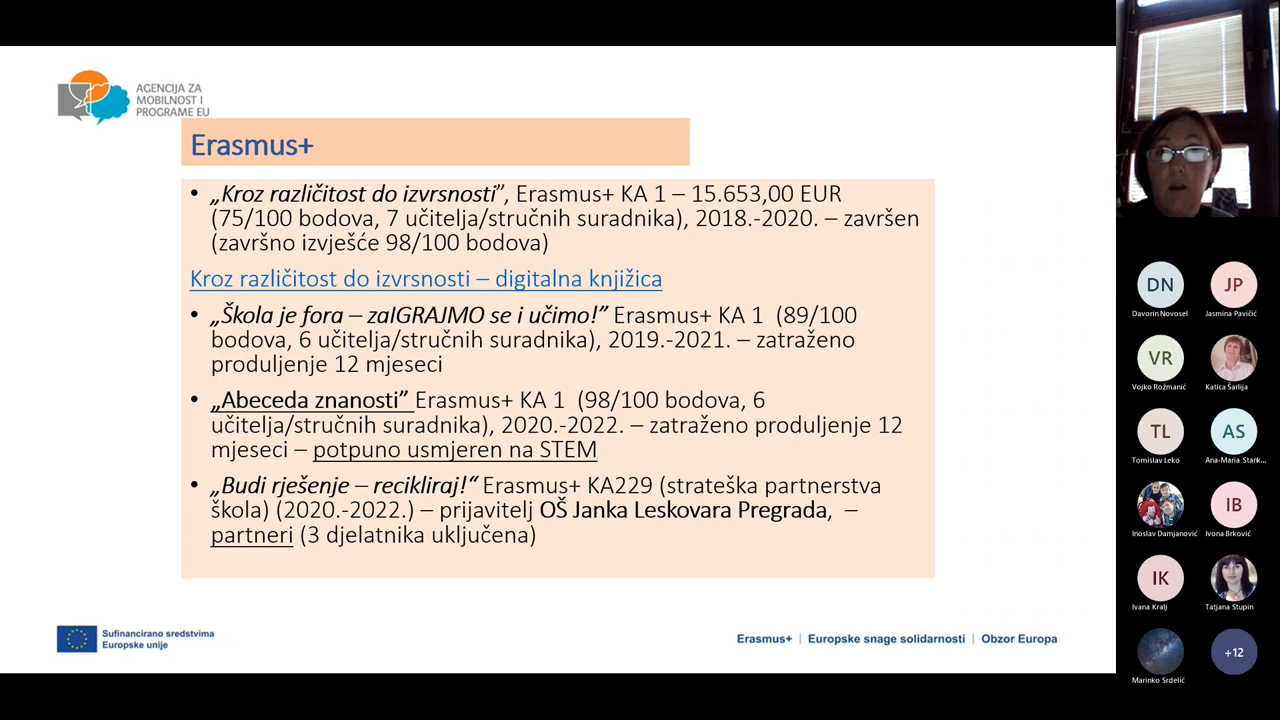 AGENCIJA ZA
MOBILNOST I
PROGRAME EU
Erasmus+
• „Kroz različitost do izvrsnosti”, Erasmus+ KA 1 – 15.653,00 EUR
(75/100 bodova, 7 učitelja/stručnih suradnika), 2018.-2020. – završen
(završno izvješće 98/100 bodova)
Kroz različitost do izvrsnosti – digitalna knjižica
• „Škola je fora – zaIGRAJMO se i učimo!” Erasmus+ KA 1 (89/100
bodova, 6 učitelja/stručnih suradnika), 2019.-2021. – zatraženo
produljenje 12 mjeseci
• „Abeceda znanosti” Erasmus+ KA 1 (98/100 bodova, 6
učitelja/stručnih suradnika), 2020.-2022. – zatraženo produljenje 12
mjeseci – potpuno usmjeren na STEM
• „Budi rješenje – recikliraj!“ Erasmus+ KA229 (strateška partnerstva
škola) (2020.-2022.) – prijavitelj OŠ Janka Leskovara Pregrada, –
partneri (3 djelatnika uključena)
Sufinancirano sredstvima
Europske unije
Erasmus+ | Europske snage solidarnosti | Obzor Europa
DN
JP
Davorin Novosel
Jasmina Pavičić
VR
Vojko Rožmanić
Katica Šarlija
TL
AS
Tomislav Leko
Ana-Maria Stank...
IB
Inoslav Damjanović
Ivona Brković
IK
Ivana Kralj
Tatjana Stupin
+12
Marinko Srdelić